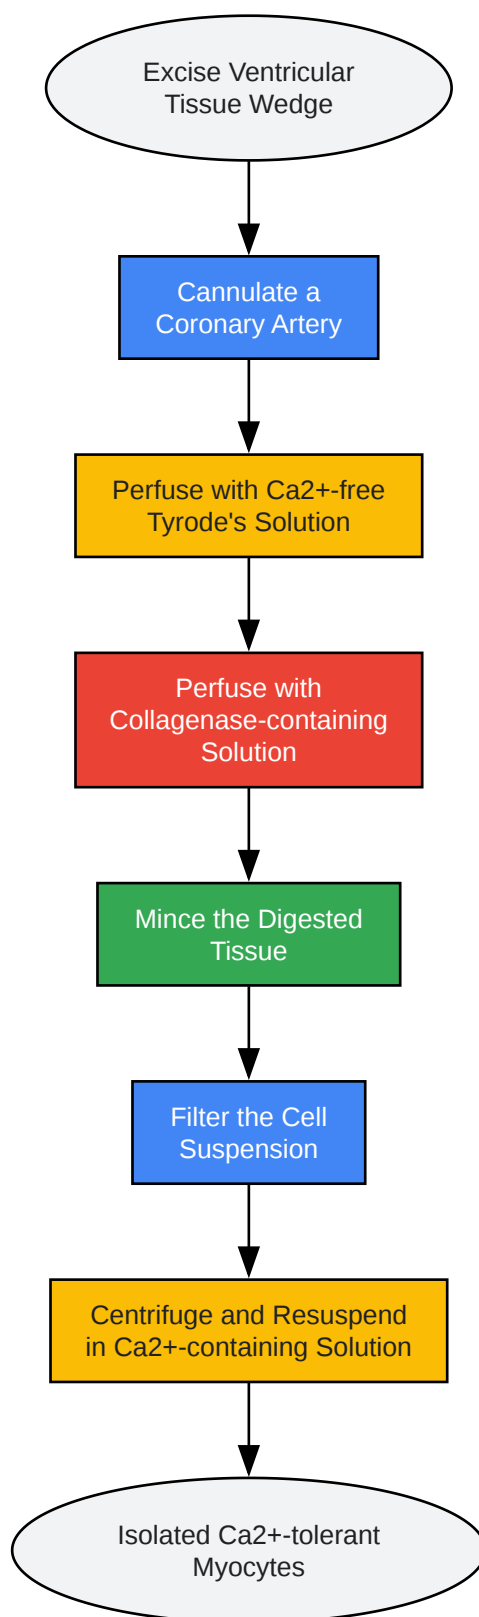 Excise Ventricular
Tissue Wedge
Cannulate a
Coronary Artery
Perfuse with Ca2+-free
Tyrode's Solution
Perfuse with
Collagenase-containing
Solution
Mince the Digested
Tissue
Filter the Cell
Suspension
Centrifuge and Resuspend
in Ca2+-containing Solution
Isolated Ca2+-tolerant
Myocytes